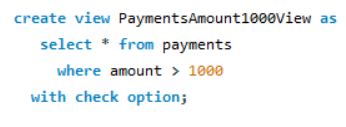 create view PaymentsAmount1000View as
select * from payments
where amount > 1000
with check option;